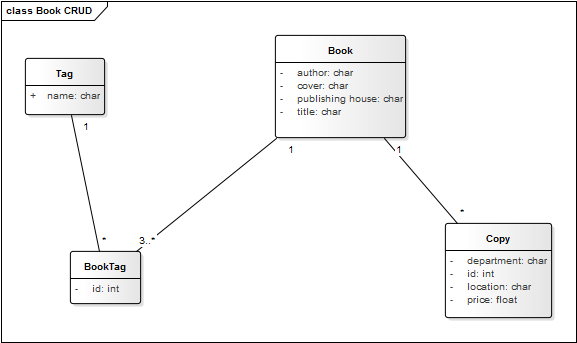 class Book CRUD
Book
- author: char
- cover: char
- publishing house: char
- title: char
Tag
+ name: char
1
1
1
*
3..*
*
BookTag
- id: int
Copy
- department: char
- id: int
- location: char
- price: float